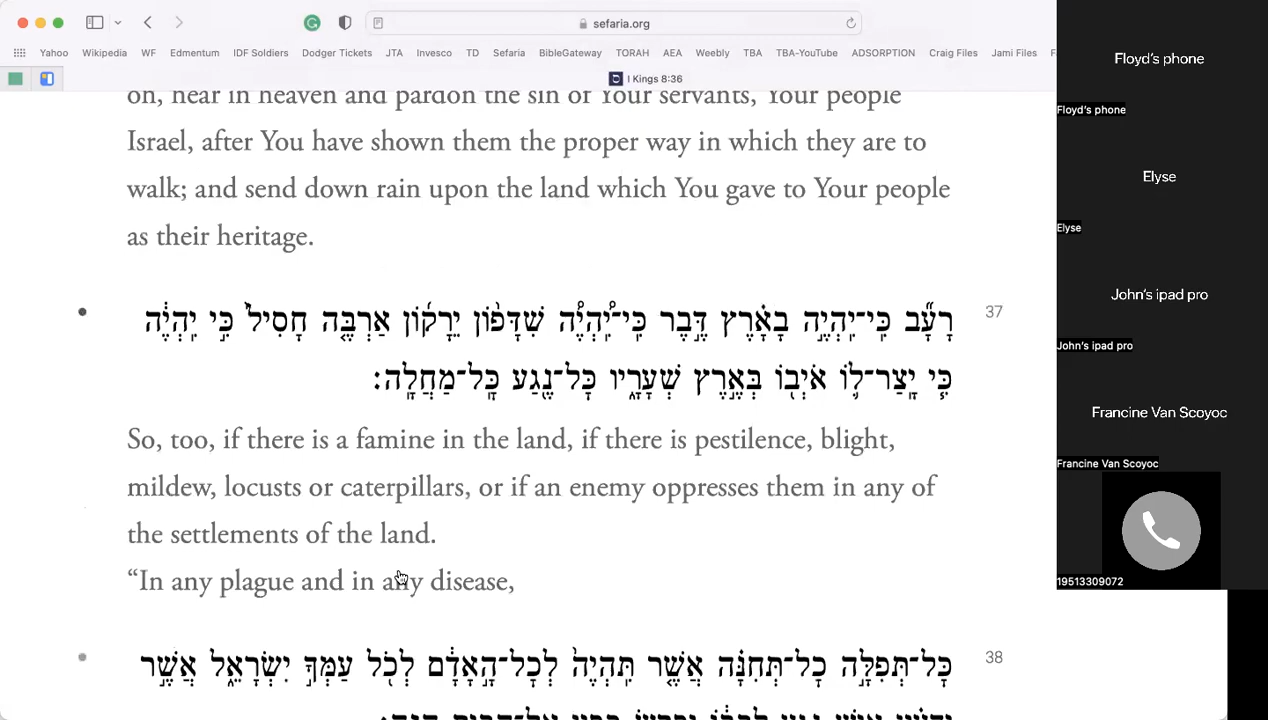 sefaria.org
Yahoo Wikipedia WF Edmentum IDF Soldiers Dodger Tickets JTA Invesco TD Sefaria BibleGateway TORAH AEA Weebly TBA TBA-YouTube ADSORPTION Craig Files Jami Files
I Kings 8:36
on, hear in heaven and pardon the sin of Your servants, Your people
Israel, after You have shown them the proper way in which they are to
walk; and send down rain upon the land which You gave to Your people
as their heritage.
37
רָעָ֞ב כִּֽי־יִהְיֶ֣ה בָאָ֗רֶץ דֶּ֣בֶר כִּֽי־יִ֠הְיֶ֠ה שִׁדָּפ֨וֹן יֵרָק֜וֹן אַרְבֶּ֤ה חָסִיל֙ כִּ֣י יִהְיֶ֔ה
כִּ֧י יָֽצַר־ל֛וֹ אֹיְב֖וֹ בְּאֶ֣רֶץ שְׁעָרָ֑יו כׇּל־נֶ֖גַע כׇּֽל־מַחֲלָֽה׃
So, too, if there is a famine in the land, if there is pestilence, blight,
mildew, locusts or caterpillars, or if an enemy oppresses them in any of
the settlements of the land.
“In any plague and in any disease,
38
כׇּל־תְּפִלָּ֣ה כׇל־תְּחִנָּ֗ה אֲשֶׁ֤ר תִּֽהְיֶה֙ לְכׇל־הָ֣אָדָ֔ם לְכֹ֖ל עַמְּךָ֣ יִשְׂרָאֵ֑ל אֲשֶׁ֣ר
Floyd’s phone
Floyd’s phone
Elyse
Elyse
John’s ipad pro
John’s ipad pro
Francine Van Scoyoc
Francine Van Scoyoc
19513309072